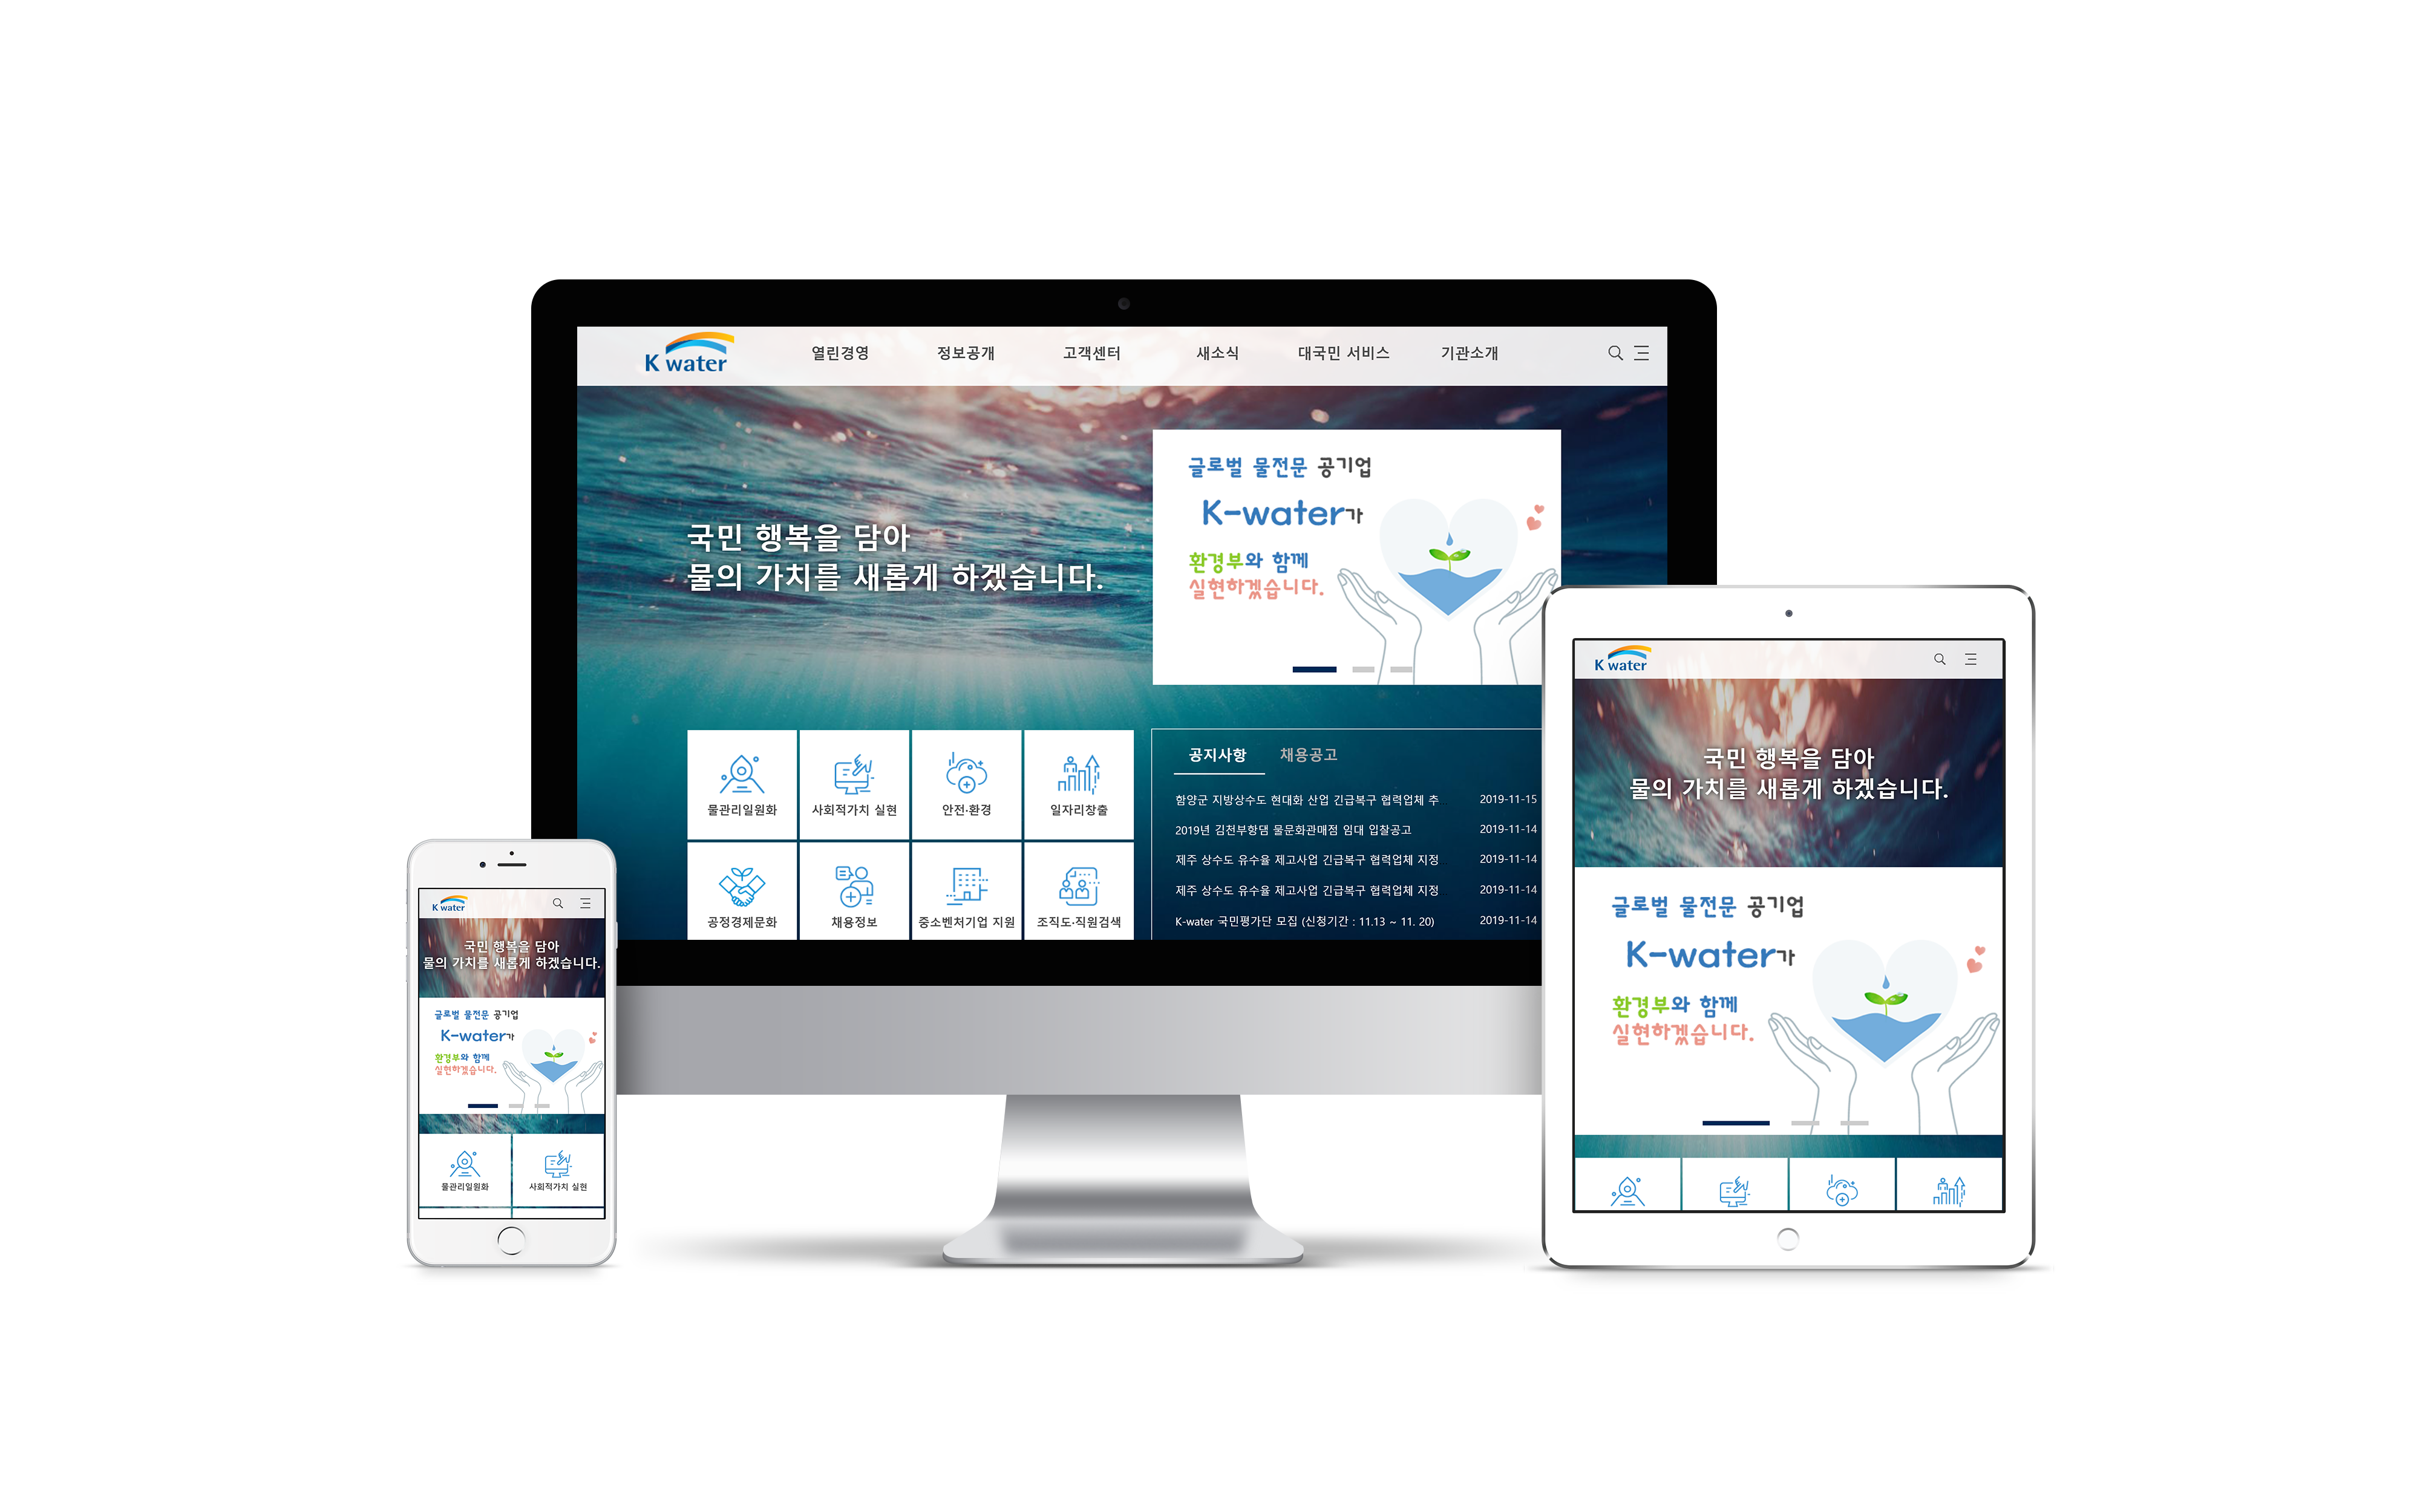 K water
열린경영 정보공개 고객센터 새소식 대국민 서비스 기관소개
국민 행복을 담아
물의 가치를 새롭게 하겠습니다.
글로벌 물전문 공기업
K-water가
환경부와 함께
실현하겠습니다.
물관리일원화 사회적가치 실현 안전·환경 일자리창출
공정경제문화 채용정보 중소벤처기업 지원 조직도·직원검색
공지사항 채용공고
함양군 지방상수도 현대화 산업 긴급복구 협력업체 추 2019-11-15
2019년 김천부항댐 물문화관매점 임대 입찰공고 2019-11-14
제주 상수도 유수율 제고사업 긴급복구 협력업체 지정 2019-11-14
제주 상수도 유수율 제고사업 긴급복구 협력업체 지정 2019-11-14
K-water 국민평가단 모집 (신청기간 : 11.13 ~ 11. 20) 2019-11-14
K water
국민 행복을 담아
물의 가치를 새롭게 하겠습니다.
글로벌 물전문 공기업
K-water가
환경부와 함께
실현하겠습니다.
물관리일원화 사회적가치 실현
K water
국민 행복을 담아
물의 가치를 새롭게 하겠습니다.
글로벌 물전문 공기업
K-water가
환경부와 함께
실현하겠습니다.